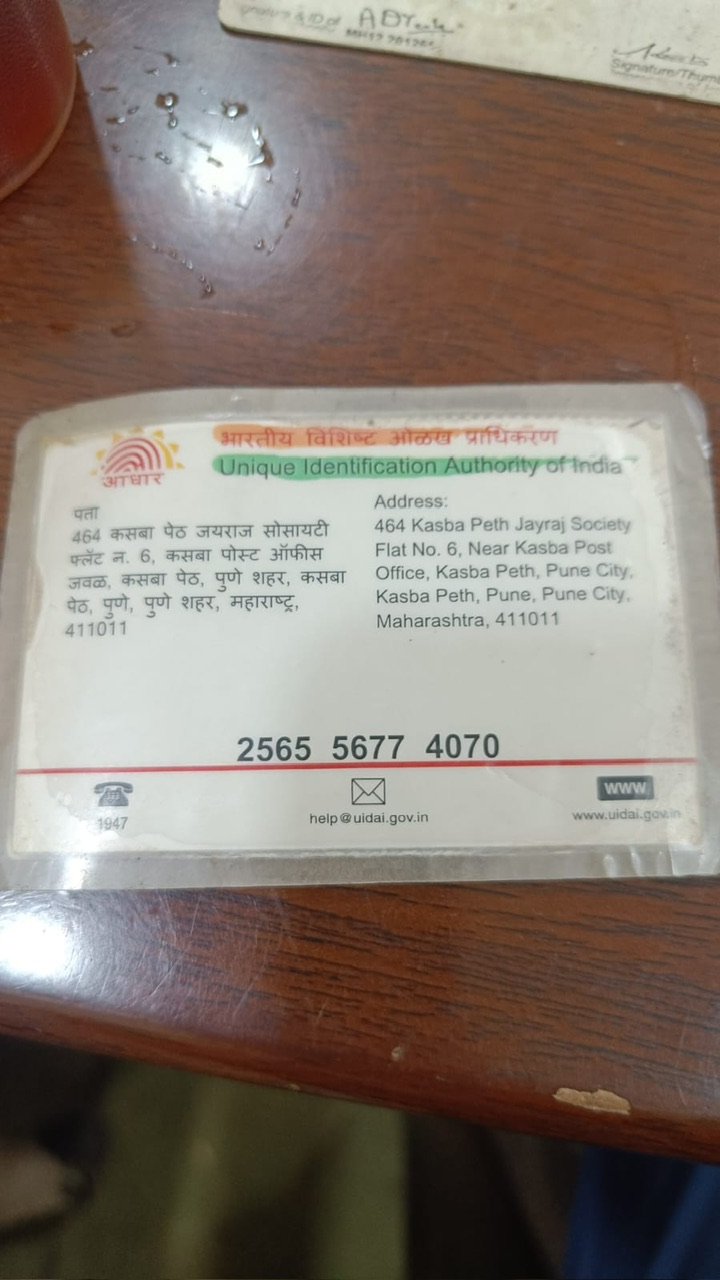 भारतीय विशिष्ट ओळख प्राधिकरण
Unique Identification Authority of India
आधार
पता
464 कसबा पेठ जयराज सोसायटी
फ्लॅट न. 6, कसबा पोस्ट ऑफीस
जवळ, कसबा पेठ, पुणे शहर, कसबा
पेठ, पुणे, पुणे शहर, महाराष्ट्र,
411011
Address:
464 Kasba Peth Jayraj Society
Flat No. 6, Near Kasba Post
Office, Kasba Peth, Pune City,
Kasba Peth, Pune, Pune City,
Maharashtra, 411011
2565 5677 4070
1947
help@uidai.gov.in
WWW
www.uidai.gov.in